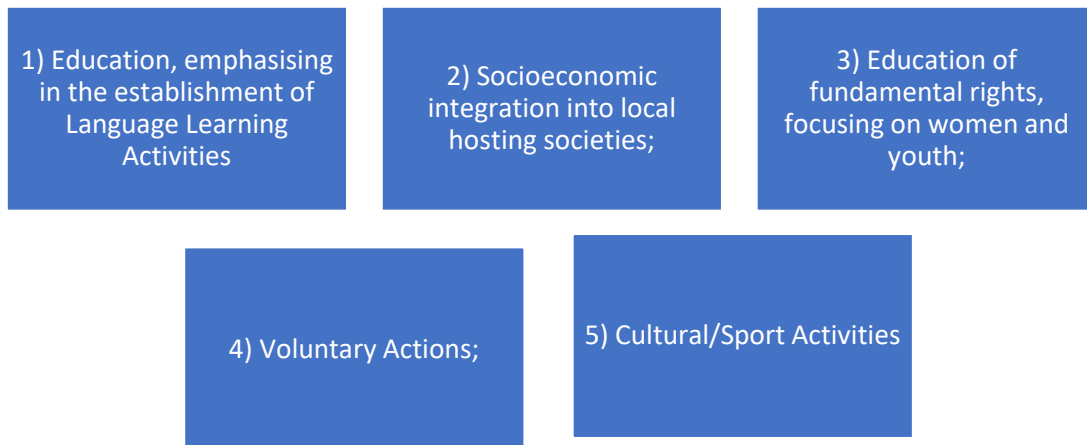 1) Education, emphasising
in the establishment of
Language Learning
Activities
2) Socioeconomic
integration into local
hosting societies;
3) Education of
fundamental rights,
focusing on women and
youth;
4) Voluntary Actions;
5) Cultural/Sport Activities